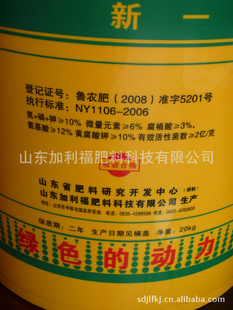 新一
登记证号：鲁农肥（2008）准字5201号
执行标准：NY1106-2006
氮+磷+钾≥10% 微量元素≥6% 腐植酸≥3%、
氨基酸≥12% 黄腐酸钾≥10% 有效活性菌数≥2亿/克
山东加利福肥料科技有限公司
山东省肥料研究开发中心
山东加利福肥料科技有限公司 生产
保质期：二年 生产日期见桶盖 净重：20kg
绿色的动力
sdjlfkj.cn.1688.com